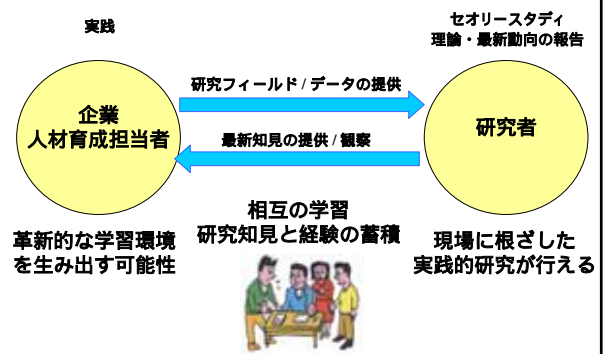 実践
セオリースタディ
理論・最新動向の報告
研究フィールド / データの提供
企業
人材育成担当者
研究者
最新知見の提供 / 観察
相互の学習
研究知見と経験の蓄積
革新的な学習環境
を生み出す可能性
現場に根ざした
実践的研究が行える